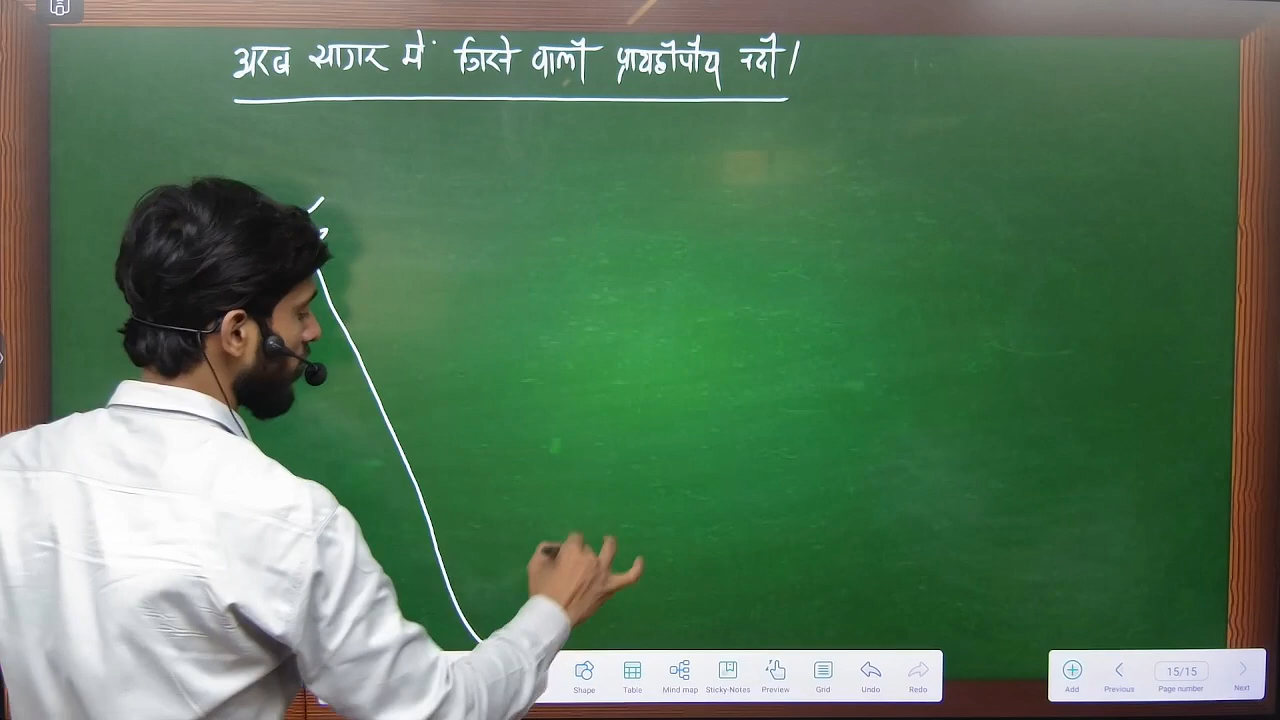 अरब सागर में गिरने वाली प्रायद्वीपीय नदी।
Shape
Table
Mind map
Sticky Notes
Preview
Grid
Undo
Redo
Add
Previous
15/15
Page number
Next